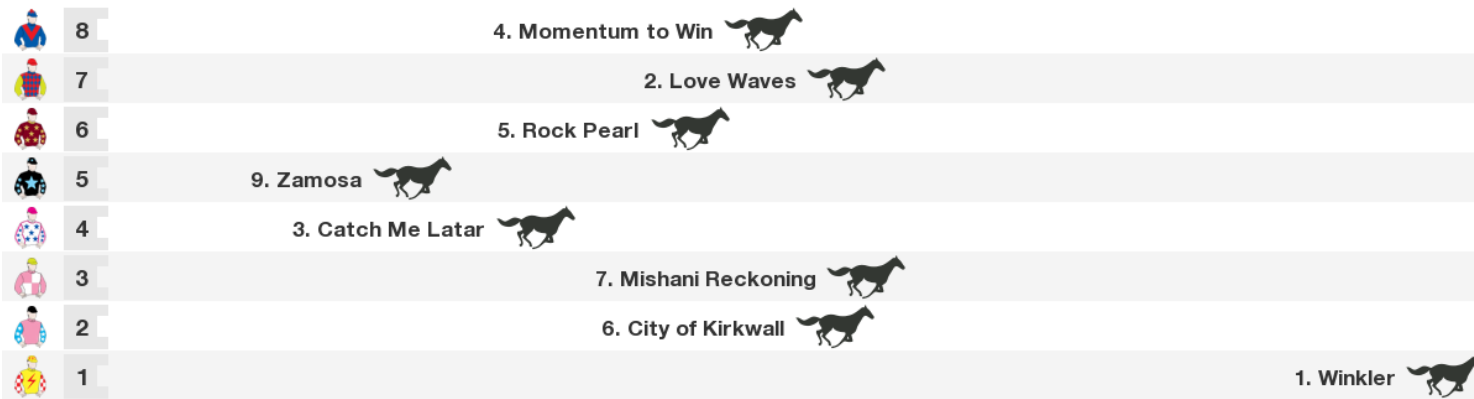 8 4. Momentum to Win
7 2. Love Waves
6 5. Rock Pearl
5 9. Zamosa
4 3. Catch Me Latar
3 7. Mishani Reckoning
2 6. City of Kirkwall
1 1. Winkler